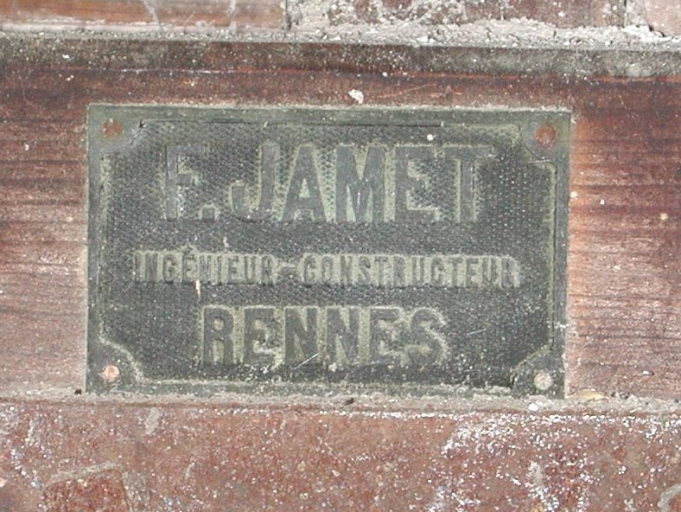 F. JAMET
INGÉNIEUR-CONSTRUCTEUR
RENNES